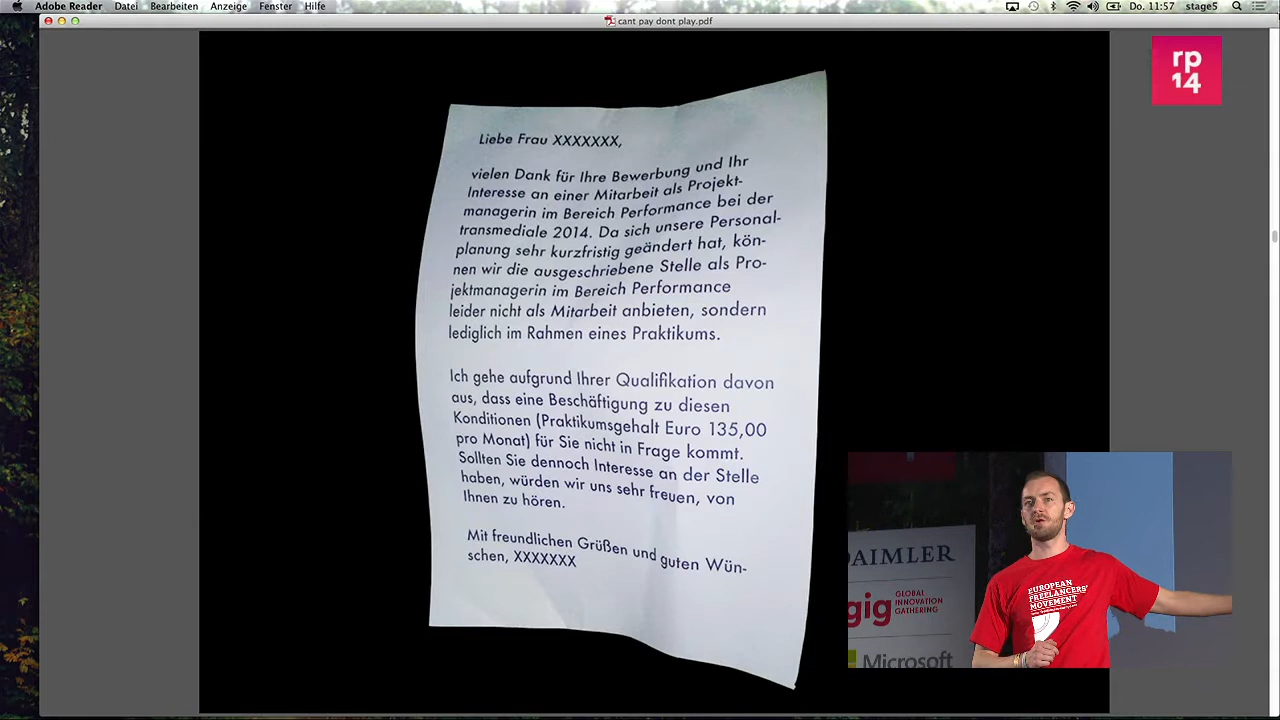 Adobe Reader Datei Bearbeiten Anzeige Fenster Hilfe Do. 11:57 stage5
cant pay dont play.pdf
rp
14
Liebe Frau XXXXXXX,
vielen Dank für Ihre Bewerbung und Ihr
Interesse an einer Mitarbeit als Projekt-
managerin im Bereich Performance bei der
transmediale 2014. Da sich unsere Personal-
planung sehr kurzfristig geändert hat, kön-
nen wir die ausgeschriebene Stelle als Pro-
jektmanagerin im Bereich Performance
leider nicht als Mitarbeit anbieten, sondern
lediglich im Rahmen eines Praktikums.
Ich gehe aufgrund Ihrer Qualifikation davon
aus, dass eine Beschäftigung zu diesen
Konditionen (Praktikumsgehalt Euro 135,00
pro Monat) für Sie nicht in Frage kommt.
Sollten Sie dennoch Interesse an der Stelle
haben, würden wir uns sehr freuen, von
Ihnen zu hören.
Mit freundlichen Grüßen und guten Wün-
schen, XXXXXXX
DAIMLER
gig GLOBAL
INNOVATION
GATHERING
Microsoft
EUROPEAN
FREELANCERS'
MOVEMENT